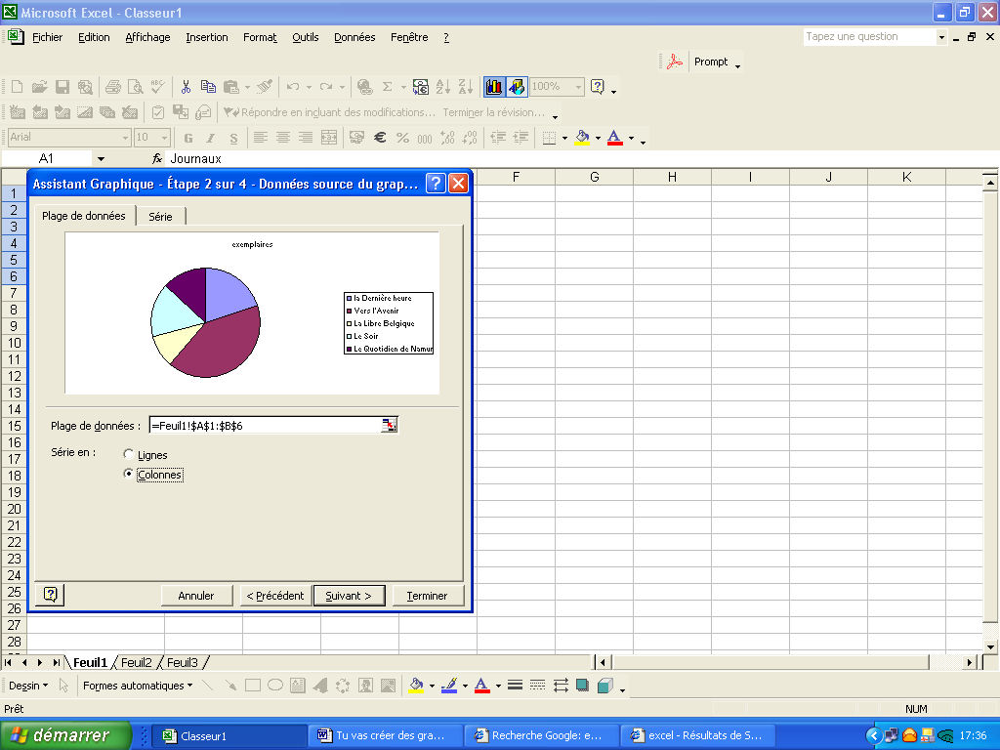 Microsoft Excel - Classeur1
Fichier Edition Affichage Insertion Format Outils Données Fenêtre ? Tapez une question
Prompt
100%
Répondre en incluant des modifications... Terminer la révision...
Arial 10 G I S € % 000
A1 fx Journaux
Assistant Graphique - Étape 2 sur 4 - Données source du grap...
F G H I J K
Plage de données Série
exemplaires
la Dernière heure
Vers l'Avenir
La Libre Belgique
Le Soir
Le Quotidien de Namur
Plage de données : =Feuil1!$A$1:$B$6
Série en : Lignes
Colonnes
Annuler < Précédent Suivant > Terminer
1
2
3
4
5
6
7
8
9
10
11
12
13
14
15
16
17
18
19
20
21
22
23
24
25
26
27
28
Feuil1 Feuil2 Feuil3
Dessin Formes automatiques
Prêt NUM
démarrer Classeur1 Tu vas créer des gra... Recherche Google: e... excel - Résultats de S... 17:36